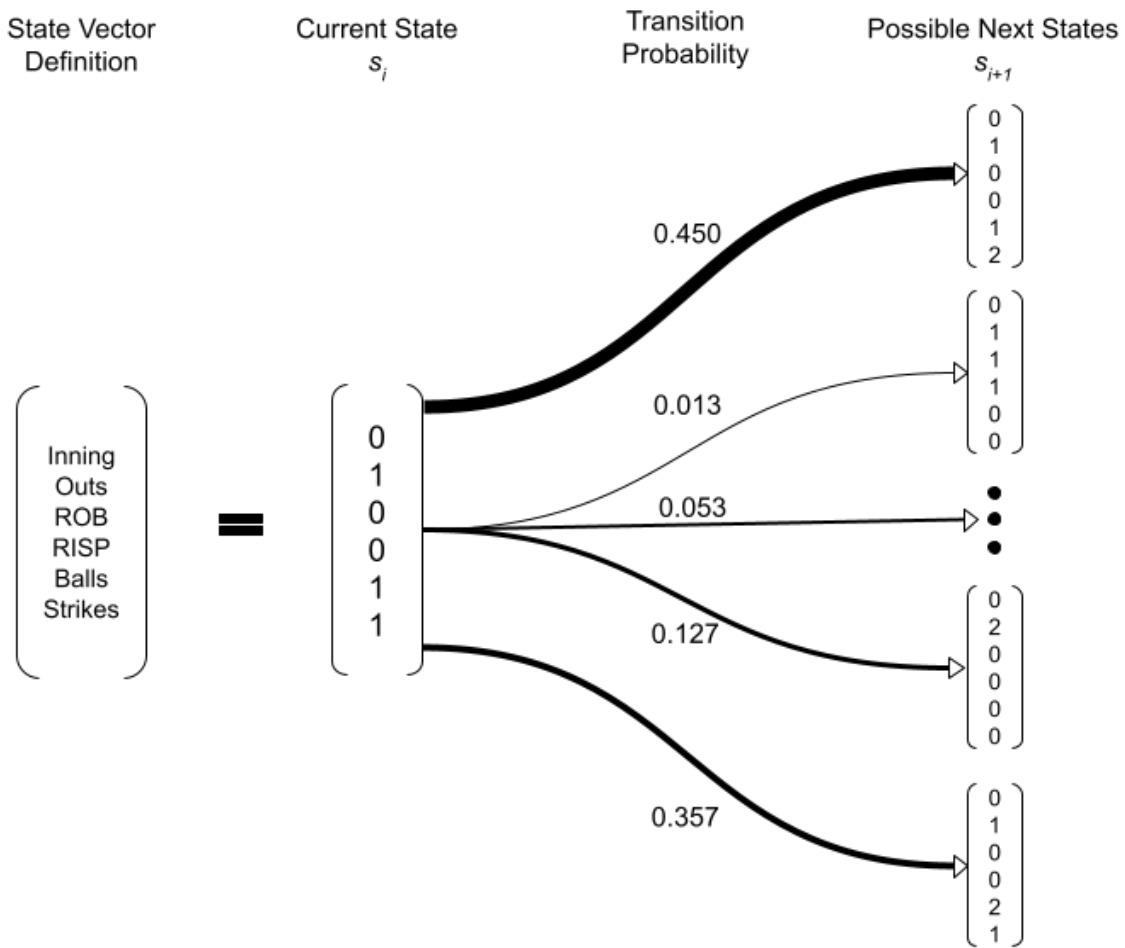 State Vector
Definition
Current State
s_i
Transition
Probability
Possible Next States
s_{i+1}
Inning
Outs
ROB
RISP
Balls
Strikes
=
0
1
0
0
1
1
0.450
0.013
0.053
0.127
0.357
0
1
0
0
1
2
0
1
1
1
0
0
0
2
0
0
0
0
0
1
0
0
2
1